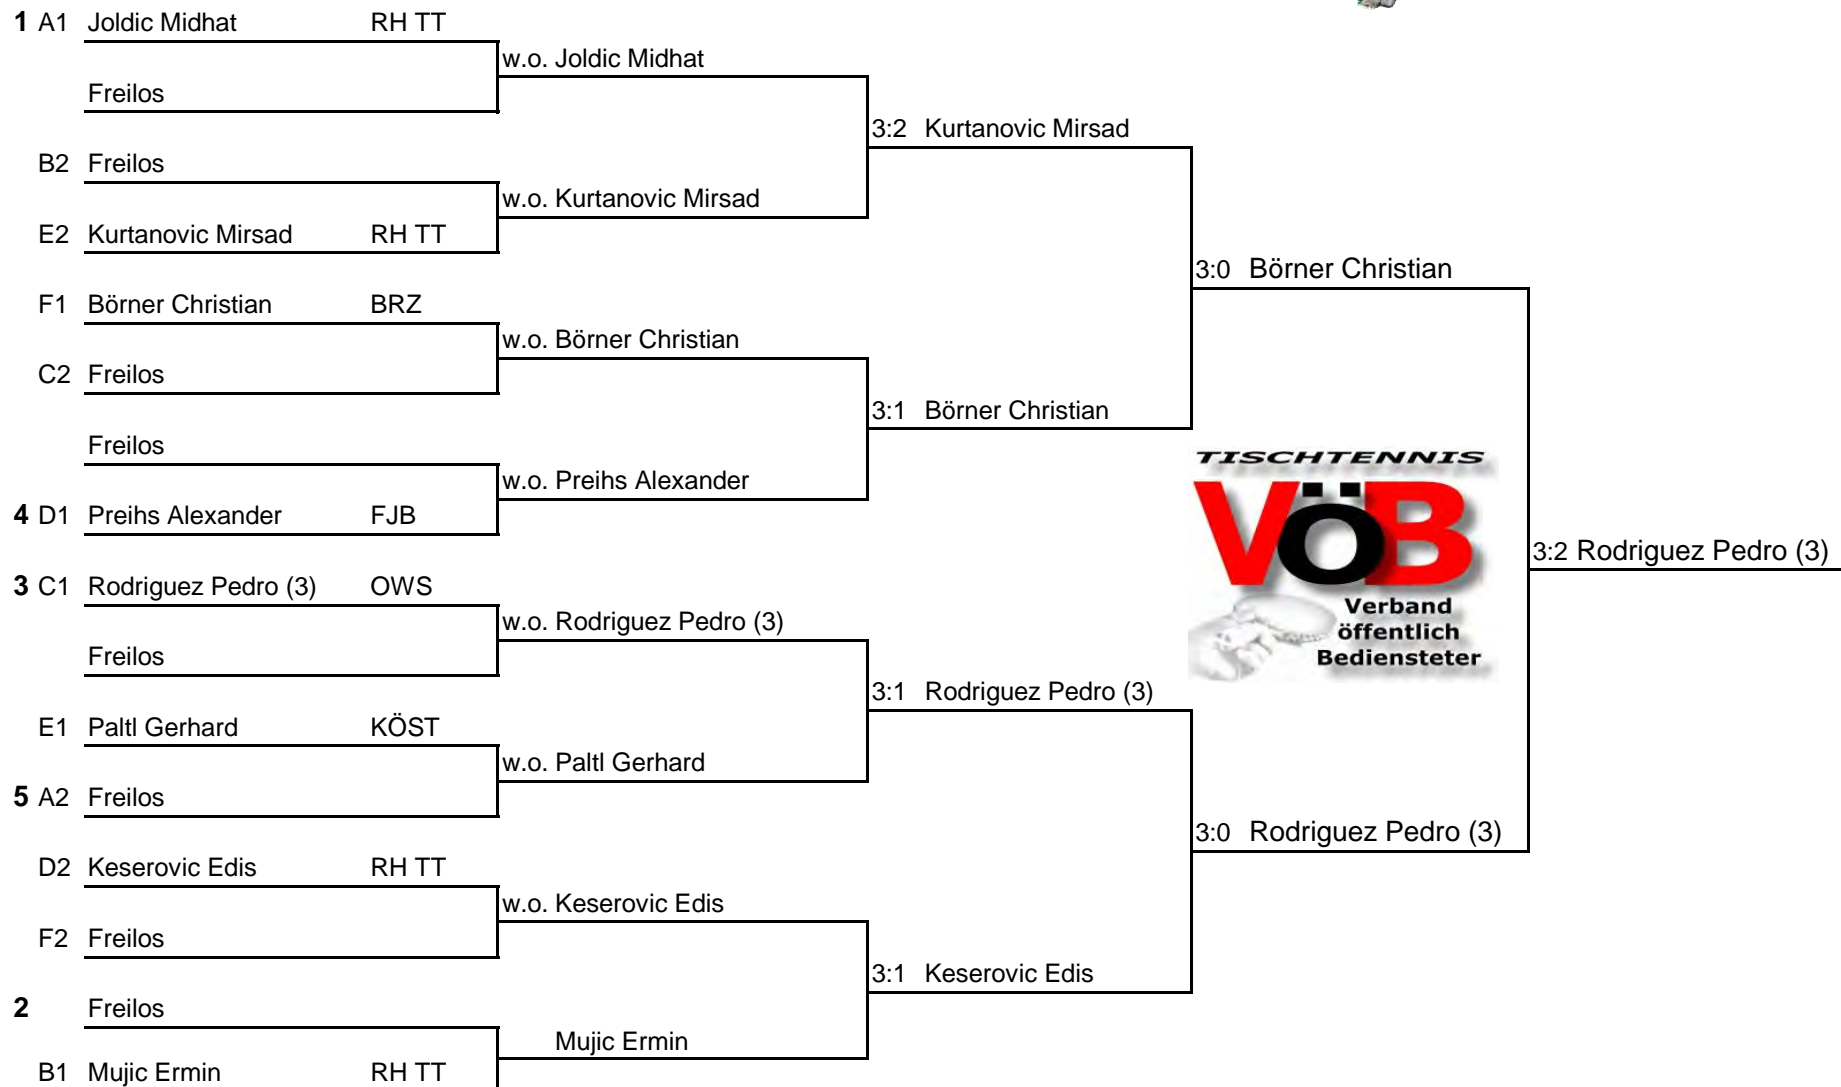 1 A1 Joldic Midhat RH TT
w.o. Joldic Midhat
Freilos
3:2 Kurtanovic Mirsad
B2 Freilos
w.o. Kurtanovic Mirsad
E2 Kurtanovic Mirsad RH TT
3:0 Börner Christian
F1 Börner Christian BRZ
w.o. Börner Christian
C2 Freilos
3:1 Börner Christian
Freilos
TISCHTENNIS
w.o. Preihs Alexander
VÖB
4 D1 Preihs Alexander FJB
3:2 Rodriguez Pedro (3)
3 C1 Rodriguez Pedro (3) OWS
Verband
w.o. Rodriguez Pedro (3)
öffentlich
Freilos
Bediensteter
3:1 Rodriguez Pedro (3)
E1 Paltl Gerhard KÖST
w.o. Paltl Gerhard
5 A2 Freilos
3:0 Rodriguez Pedro (3)
D2 Keserovic Edis RH TT
w.o. Keserovic Edis
F2 Freilos
3:1 Keserovic Edis
2 Freilos
Mujic Ermin
B1 Mujic Ermin RH TT